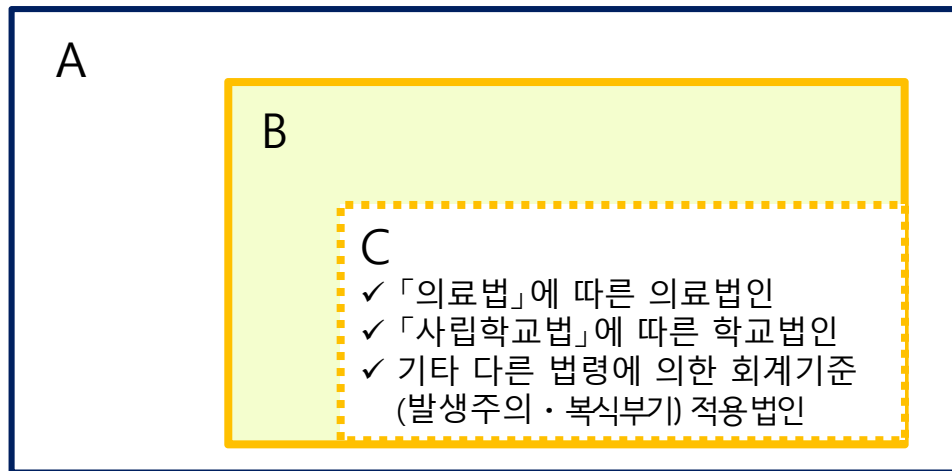 A
B
C
✓ 「의료법」에 따른 의료법인
✓ 「사립학교법」에 따른 학교법인
✓ 기타 다른 법령에 의한 회계기준
(발생주의・복식부기) 적용법인